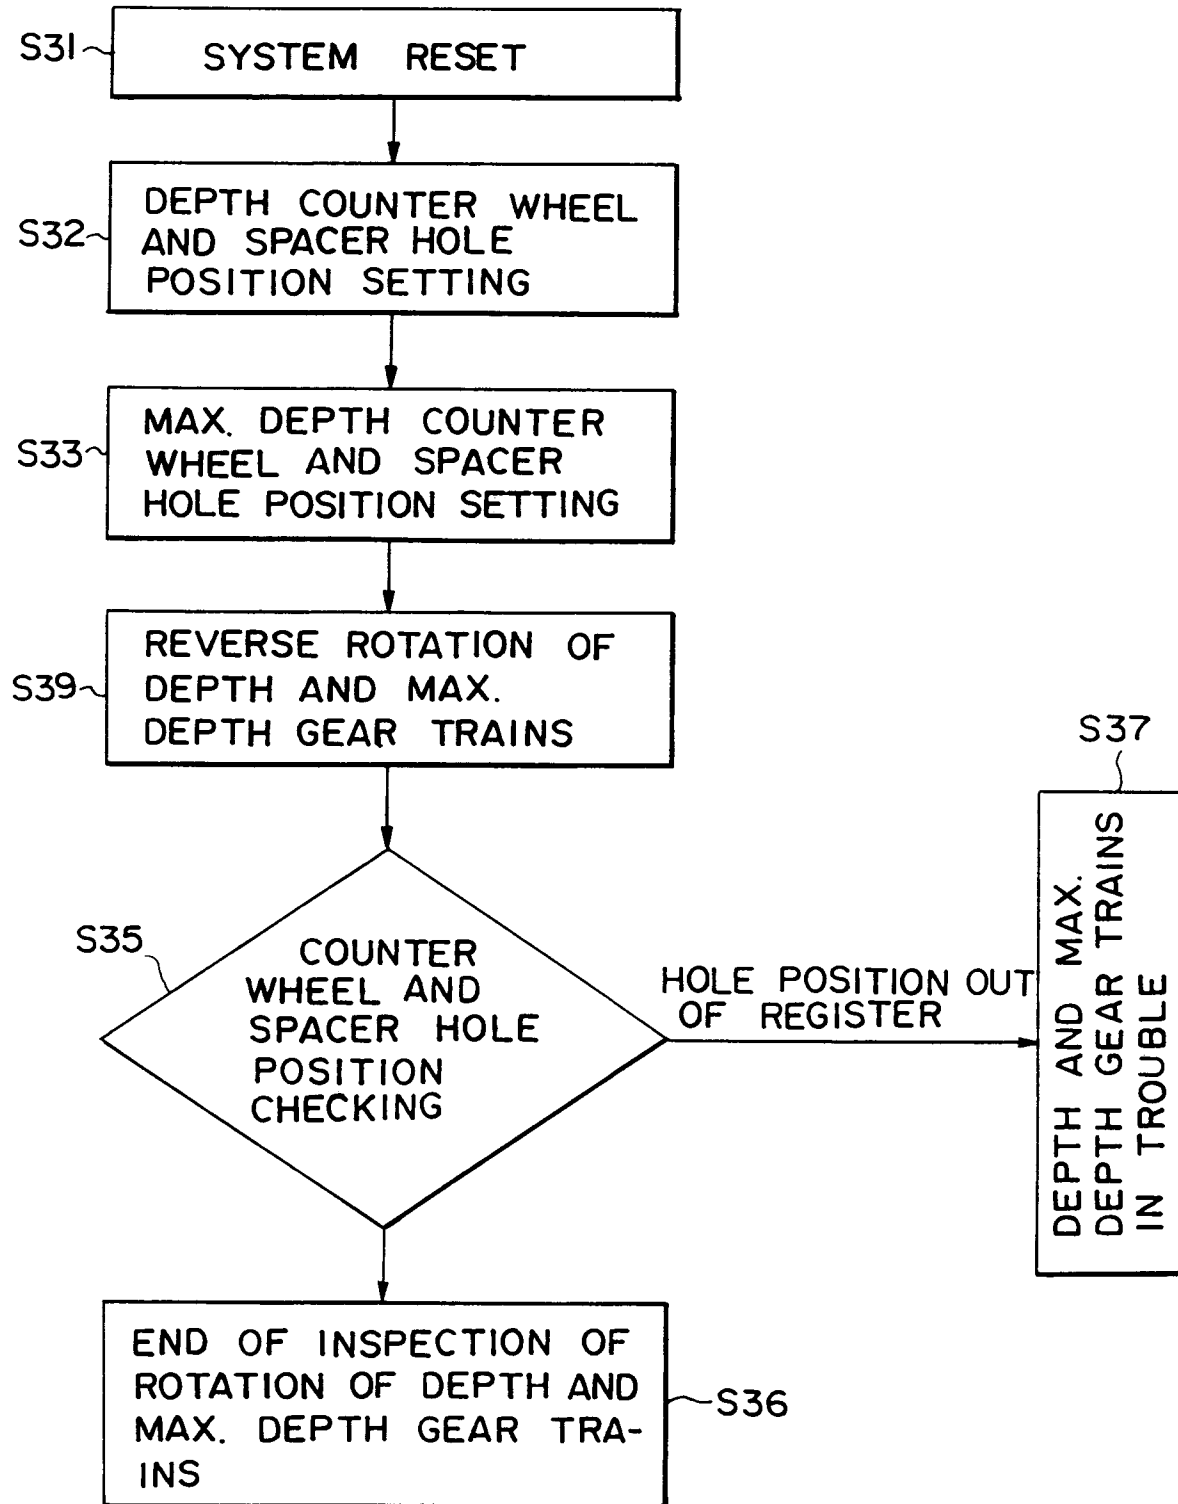 S31
SYSTEM RESET
S32
DEPTH COUNTER WHEEL
AND SPACER HOLE
POSITION SETTING
S33
MAX. DEPTH COUNTER
WHEEL AND SPACER
HOLE POSITION SETTING
S39
REVERSE ROTATION OF
DEPTH AND MAX.
DEPTH GEAR TRAINS
S35
COUNTER
WHEEL AND
SPACER HOLE
POSITION
CHECKING
HOLE POSITION OUT
OF REGISTER
S37
DEPTH AND MAX.
DEPTH GEAR TRAINS
IN TROUBLE
END OF INSPECTION OF
ROTATION OF DEPTH AND
MAX. DEPTH GEAR TRA-
INS
S36